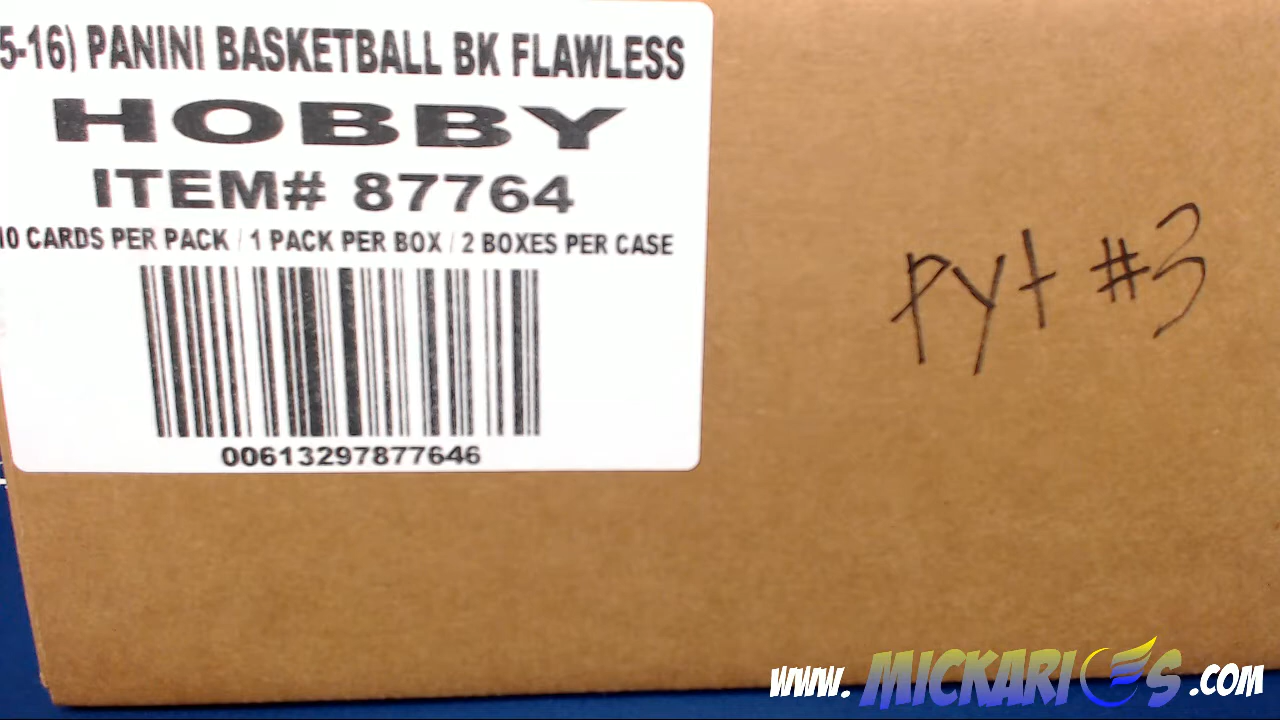 5-16) PANINI BASKETBALL BK FLAWLESS
HOBBY
ITEM# 87764
10 CARDS PER PACK / 1 PACK PER BOX / 2 BOXES PER CASE
00613297877646
PYT #3
www.MICKARIES.com